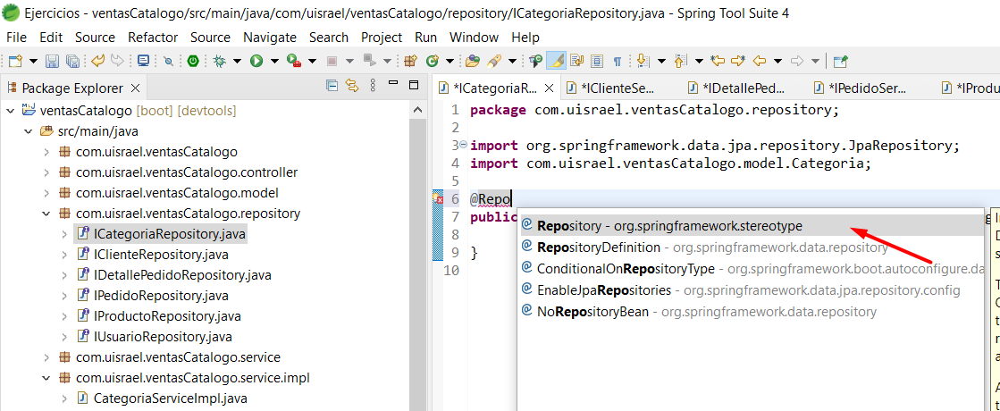 Ejercicios - ventasCatalogo/src/main/java/com/uisrael/ventasCatalogo/repository/ICategoriaRepository.java - Spring Tool Suite 4
File Edit Source Refactor Source Navigate Search Project Run Window Help
Package Explorer
ventasCatalogo [boot] [devtools]
src/main/java
com.uisrael.ventasCatalogo
com.uisrael.ventasCatalogo.controller
com.uisrael.ventasCatalogo.model
com.uisrael.ventasCatalogo.repository
ICategoriaRepository.java
IClienteRepository.java
IDetallePedidoRepository.java
IPedidoRepository.java
IProductoRepository.java
IUsuarioRepository.java
com.uisrael.ventasCatalogo.service
com.uisrael.ventasCatalogo.service.impl
CategoriaServiceImpl.java
*ICategoriaR... *IClienteSe... *IDetallePed... *IPedidoSer... *IProdu
1 package com.uisrael.ventasCatalogo.repository;
2
3 import org.springframework.data.jpa.repository.JpaRepository;
4 import com.uisrael.ventasCatalogo.model.Categoria;
5
6 @Repo
7 public
8
9 }
10
@ Repository - org.springframework.stereotype
@ RepositoryDefinition - org.springframework.data.repository
@ ConditionalOnRepositoryType - org.springframework.boot.autoconfigure.da
@ EnableJpaRepositories - org.springframework.data.jpa.repository.config
@ NoRepositoryBean - org.springframework.data.repository